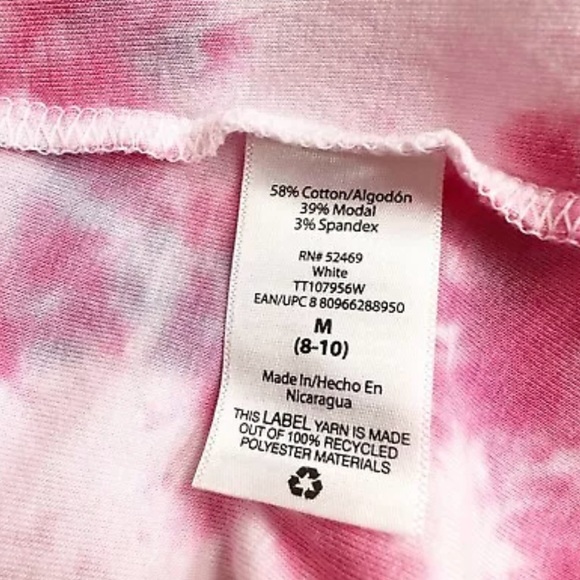 58% Cotton/Algodón
39% Modal
3% Spandex
RN# 52469
White
TT107956W
EAN/UPC 8 80966288950
M
(8-10)
Made In/Hecho En
Nicaragua
THIS LABEL YARN IS MADE
OUT OF 100% RECYCLED
POLYESTER MATERIALS